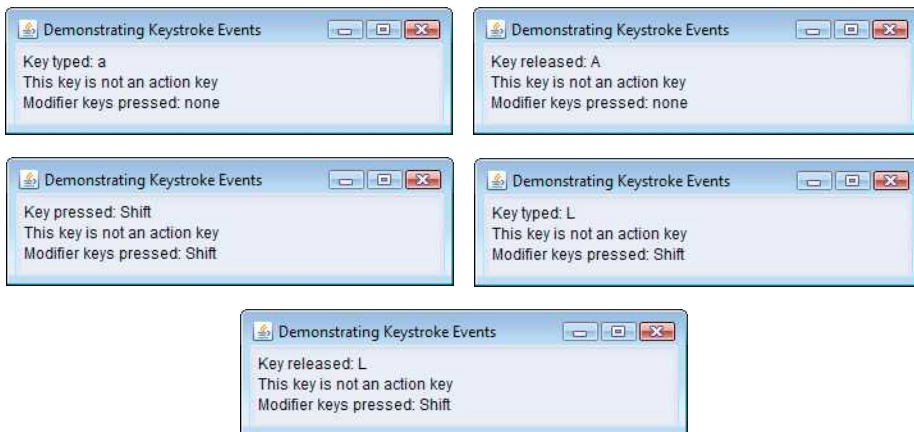 Demonstrating Keystroke Events
Key typed: a
This key is not an action key
Modifier keys pressed: none
Demonstrating Keystroke Events
Key released: A
This key is not an action key
Modifier keys pressed: none
Demonstrating Keystroke Events
Key pressed: Shift
This key is not an action key
Modifier keys pressed: Shift
Demonstrating Keystroke Events
Key typed: L
This key is not an action key
Modifier keys pressed: Shift
Demonstrating Keystroke Events
Key released: L
This key is not an action key
Modifier keys pressed: Shift